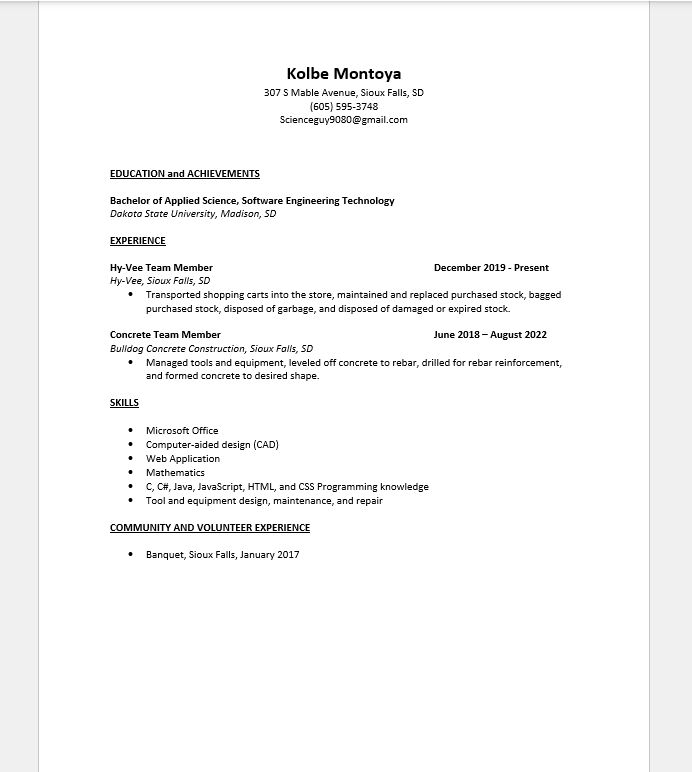 Kolbe Montoya
307 S Mable Avenue, Sioux Falls, SD
(605) 595-3748
Scienceguy9080@gmail.com
EDUCATION and ACHIEVEMENTS
Bachelor of Applied Science, Software Engineering Technology
Dakota State University, Madison, SD
EXPERIENCE
Hy-Vee Team Member December 2019 - Present
Hy-Vee, Sioux Falls, SD
• Transported shopping carts into the store, maintained and replaced purchased stock, bagged
purchased stock, disposed of garbage, and disposed of damaged or expired stock.
Concrete Team Member June 2018 – August 2022
Bulldog Concrete Construction, Sioux Falls, SD
• Managed tools and equipment, leveled off concrete to rebar, drilled for rebar reinforcement,
and formed concrete to desired shape.
SKILLS
• Microsoft Office
• Computer-aided design (CAD)
• Web Application
• Mathematics
• C, C#, Java, JavaScript, HTML, and CSS Programming knowledge
• Tool and equipment design, maintenance, and repair
COMMUNITY AND VOLUNTEER EXPERIENCE
• Banquet, Sioux Falls, January 2017